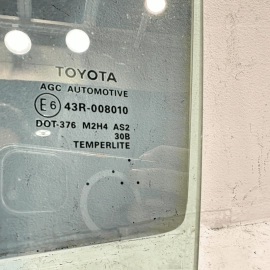 TOYOTA
AGC AUTOMOTIVE
E6 43R-008010
DOT-376 M2H4 AS2
30B
TEMPERLITE